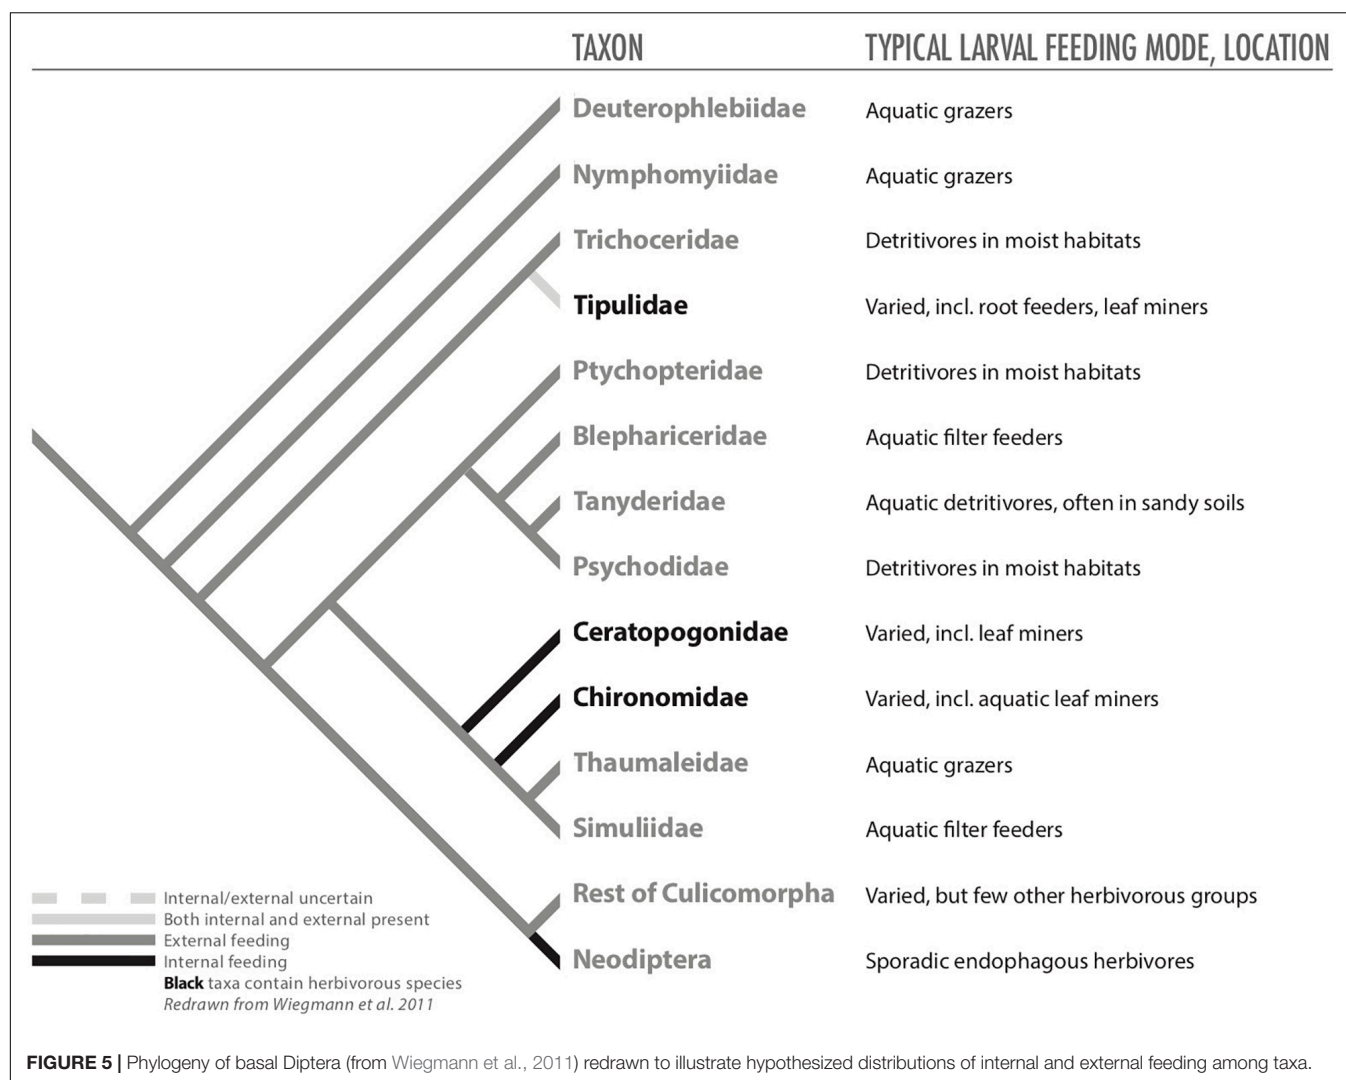 TAXON TYPICAL LARVAL FEEDING MODE, LOCATION
Deuterophlebiidae Aquatic grazers
Nymphomyiidae Aquatic grazers
Trichoceridae Detritivores in moist habitats
Tipulidae Varied, incl. root feeders, leaf miners
Ptychopteridae Detritivores in moist habitats
Blephariceridae Aquatic filter feeders
Tanyderidae Aquatic detritivores, often in sandy soils
Psychodidae Detritivores in moist habitats
Ceratopogonidae Varied, incl. leaf miners
Chironomidae Varied, incl. aquatic leaf miners
Thaumaleidae Aquatic grazers
Simuliidae Aquatic filter feeders
Rest of Culicomorpha Varied, but few other herbivorous groups
Neodiptera Sporadic endophagous herbivores
Internal/external uncertain
Both internal and external present
External feeding
Internal feeding
Black taxa contain herbivorous species
Redrawn from Wiegmann et al. 2011
FIGURE 5 | Phylogeny of basal Diptera (from Wiegmann et al., 2011) redrawn to illustrate hypothesized distributions of internal and external feeding among taxa.